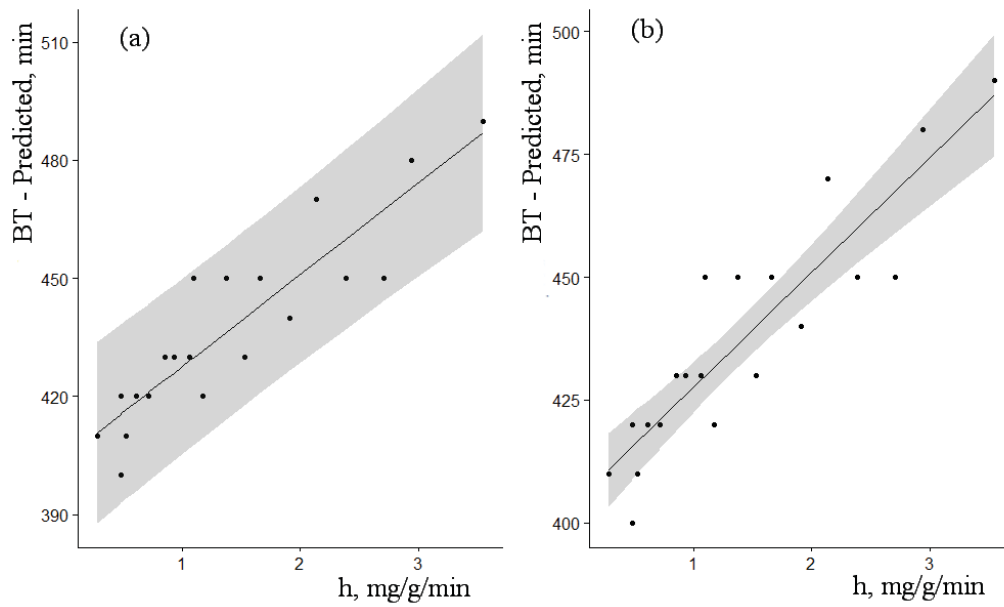 (a)
BT - Predicted, min
510
480
450
420
390
1
2
3
h, mg/g/min
(b)
BT - Predicted, min
500
475
450
425
400
1
2
3
h, mg/g/min